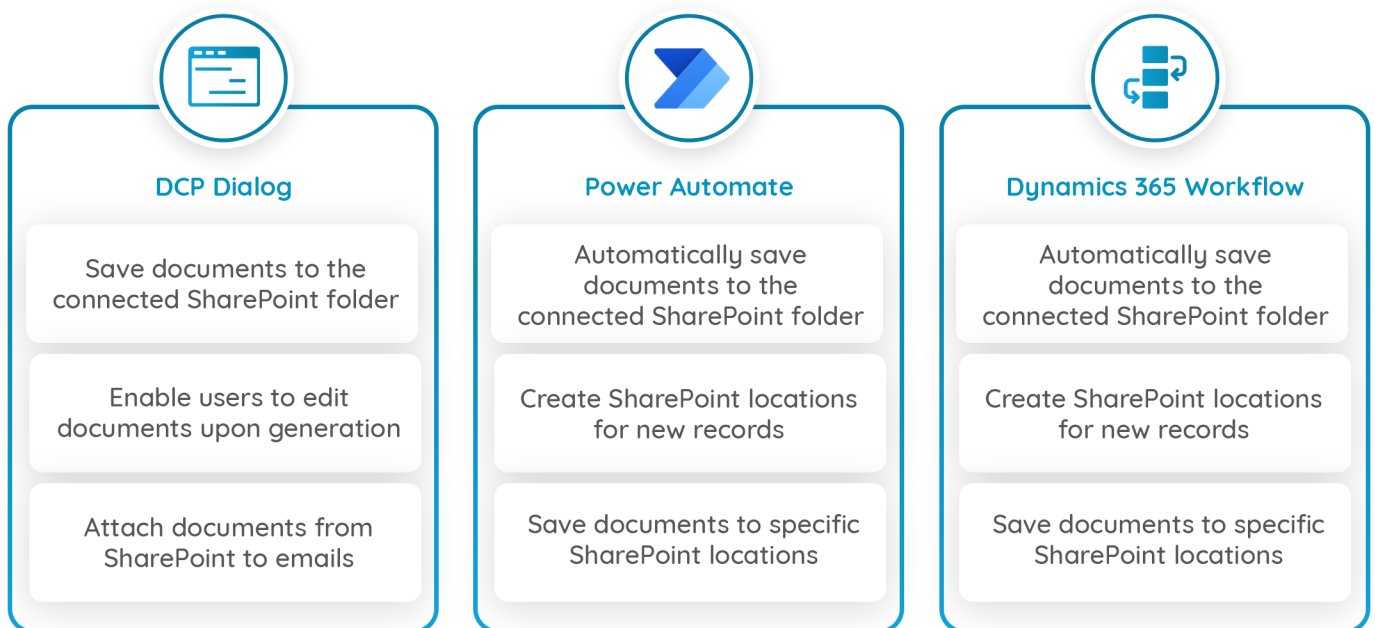 DCP Dialog
Save documents to the
connected SharePoint folder
Enable users to edit
documents upon generation
Attach documents from
SharePoint to emails
Power Automate
Automatically save
documents to the
connected SharePoint folder
Create SharePoint locations
for new records
Save documents to specific
SharePoint locations
Dynamics 365 Workflow
Automatically save
documents to the
connected SharePoint folder
Create SharePoint locations
for new records
Save documents to specific
SharePoint locations